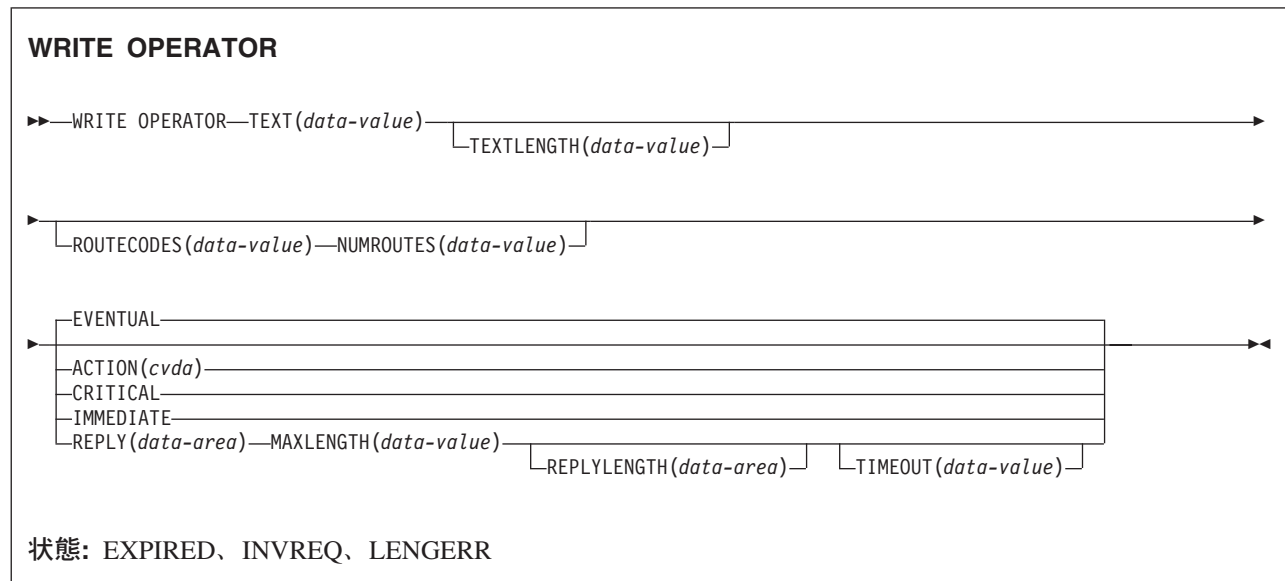 WRITE OPERATOR
WRITE OPERATOR TEXT(data-value)
TEXTLENGTH(data-value)
ROUTECODES(data-value) NUMROUTES(data-value)
EVENTUAL
ACTION(cvda)
CRITICAL
IMMEDIATE
REPLY(data-area) MAXLENGTH(data-value)
REPLYLENGTH(data-area) TIMEOUT(data-value)
状態: EXPIRED、INVREQ、LENGERR